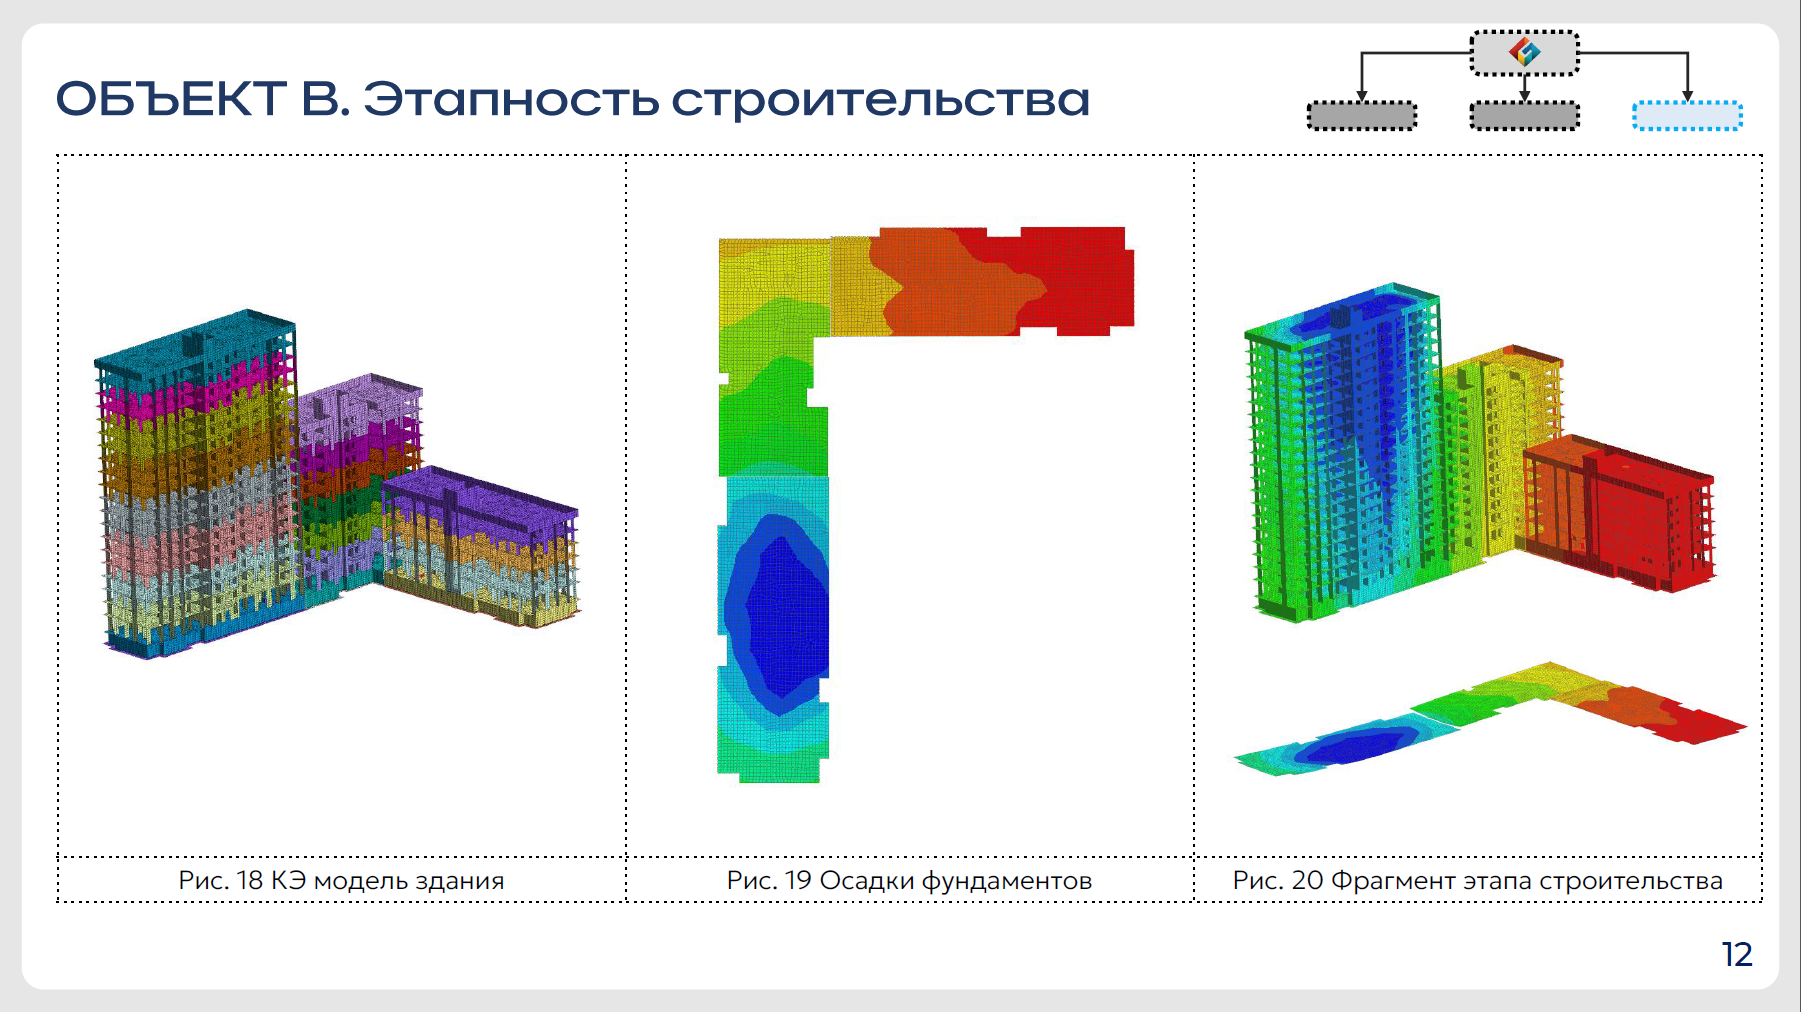 ОБЪЕКТ В. Этапность строительства
Рис. 18 КЭ модель здания
Рис. 19 Осадки фундаментов
Рис. 20 Фрагмент этапа строительства
12